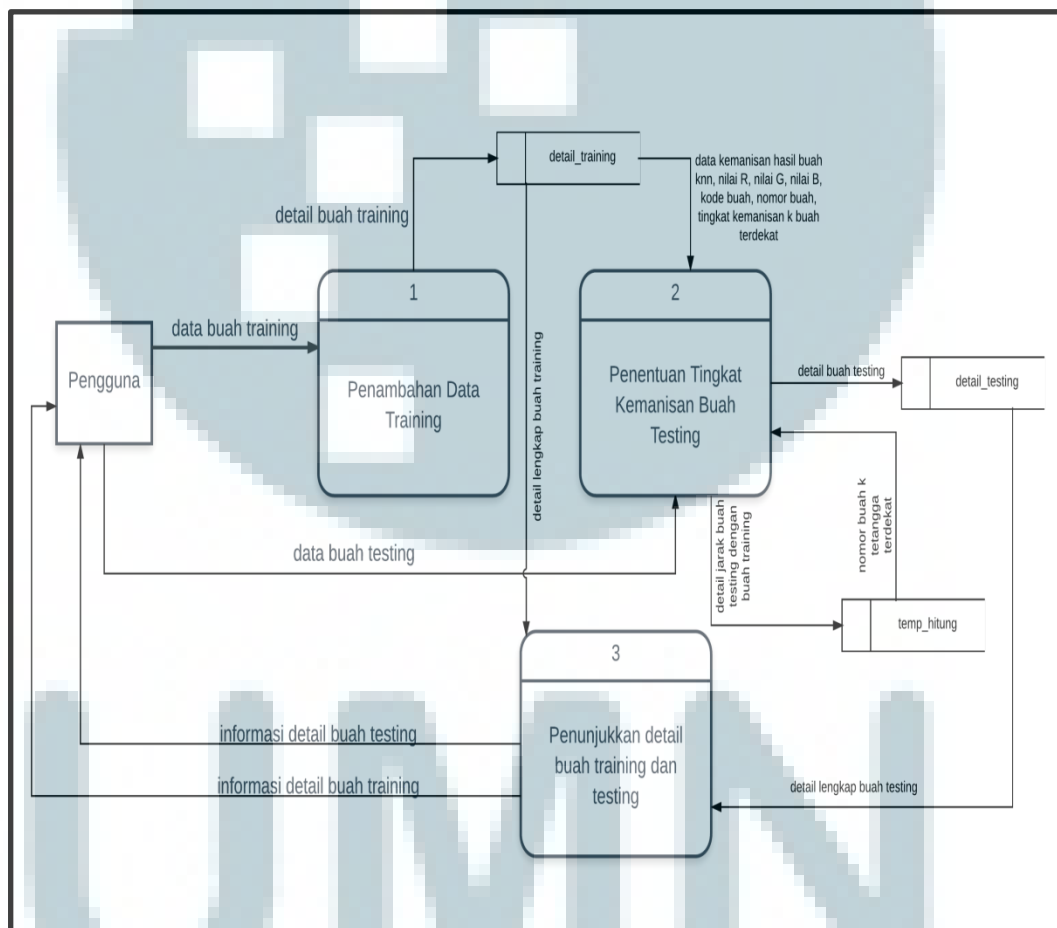 detail_training
data kemanisan hasil buah
knn, nilai R, nilai G, nilai B,
kode buah, nomor buah,
tingkat kemanisan k buah
terdekat
detail buah training
1
2
data buah training
Pengguna
Penambahan Data
Training
detail lengkap buah training
Penentuan Tingkat
Kemanisan Buah
Testing
detail buah testing
detail_testing
data buah testing
detail jarak buah
testing dengan
buah training
nomor buah k
tetangga
terdekat
temp_hitung
3
informasi detail buah testing
informasi detail buah training
Penunjukkan detail
buah training dan
testing
detail lengkap buah testing
UMN